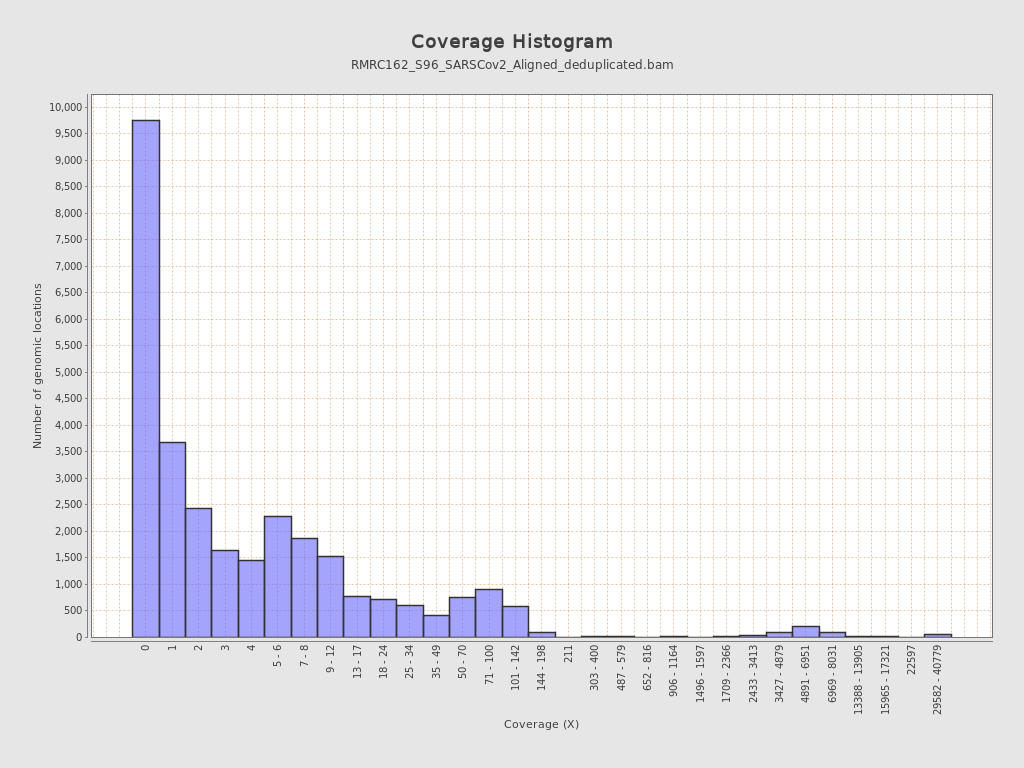 Coverage Histogram
RMRC162_S96_SARSCov2_Aligned_deduplicated.bam
Number of genomic locations
10,000
9,500
9,000
8,500
8,000
7,500
7,000
6,500
6,000
5,500
5,000
4,500
4,000
3,500
3,000
2,500
2,000
1,500
1,000
500
0
0
1
2
3
4
5 - 6
7 - 8
9 - 12
13 - 17
18 - 24
25 - 34
35 - 49
50 - 70
71 - 100
101 - 142
144 - 198
211
303 - 400
487 - 579
652 - 816
906 - 1164
1496 - 1597
1709 - 2366
2433 - 3413
3427 - 4879
4891 - 6951
6969 - 8031
13388 - 13905
15965 - 17321
22597
29582 - 40779
Coverage (X)